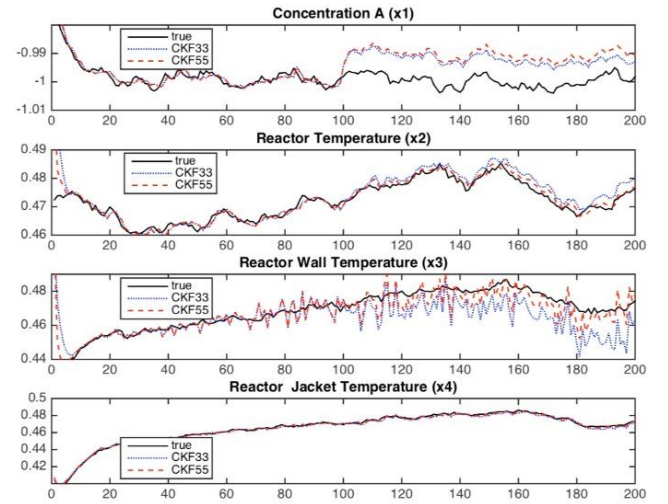 Concentration A (x1)
true
CKF33
CKF55
-0.99
-1
-1.01
0 20 40 60 80 100 120 140 160 180 200
Reactor Temperature (x2)
0.49
true
CKF33
CKF55
0.48
0.47
0.46
0 20 40 60 80 100 120 140 160 180 200
Reactor Wall Temperature (x3)
true
CKF33
CKF55
0.48
0.46
0.44
0 20 40 60 80 100 120 140 160 180 200
Reactor Jacket Temperature (x4)
0.5
0.48
0.46
0.44
0.42
true
CKF33
CKF55
0 20 40 60 80 100 120 140 160 180 200